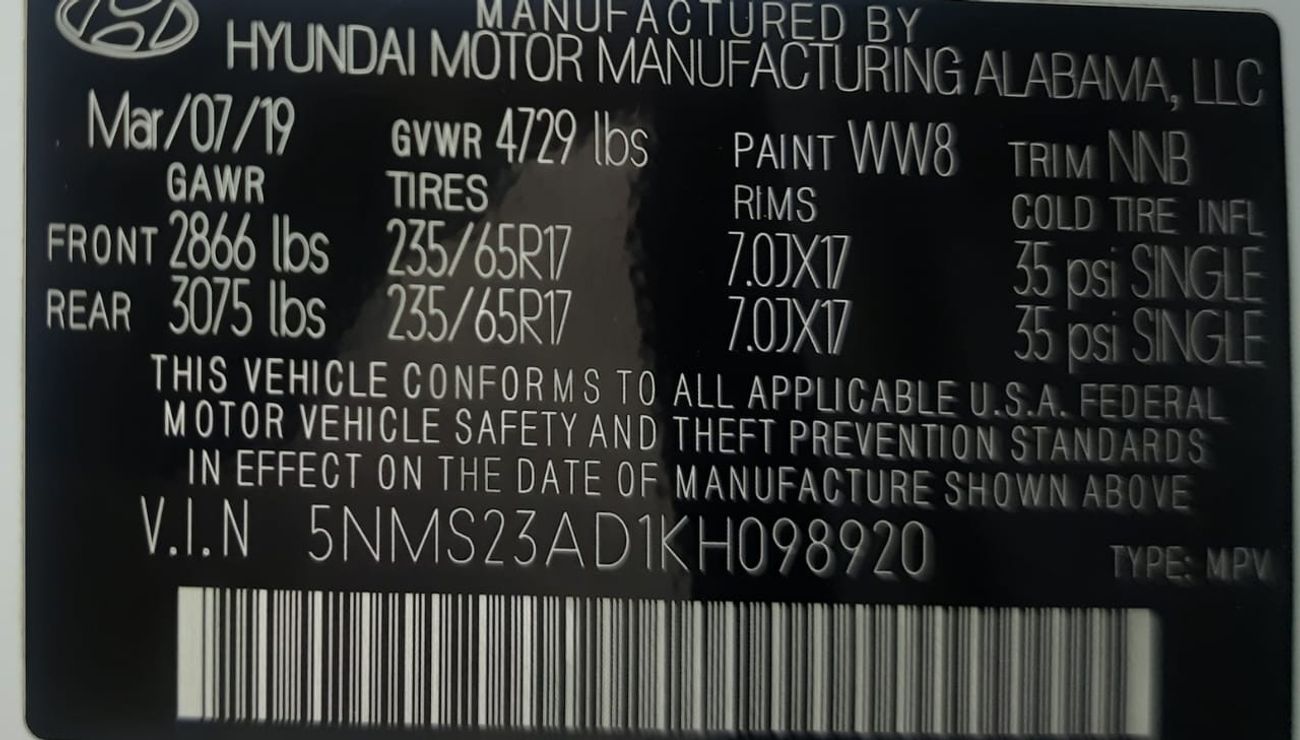 MANUFACTURED BY
HYUNDAI MOTOR MANUFACTURING ALABAMA, LLC
Mar/07/19 GVWR 4729 lbs PAINT WW8 TRIM NNB
GAWR TIRES RIMS COLD TIRE INFL
FRONT 2866 lbs 235/65R17 7.0JX17 35 psi SINGLE
REAR 3075 lbs 235/65R17 7.0JX17 35 psi SINGLE
THIS VEHICLE CONFORMS TO ALL APPLICABLE U.S.A. FEDERAL
MOTOR VEHICLE SAFETY AND THEFT PREVENTION STANDARDS
IN EFFECT ON THE DATE OF MANUFACTURE SHOWN ABOVE
V.I.N 5NMS23AD1KH098920 TYPE: MPV